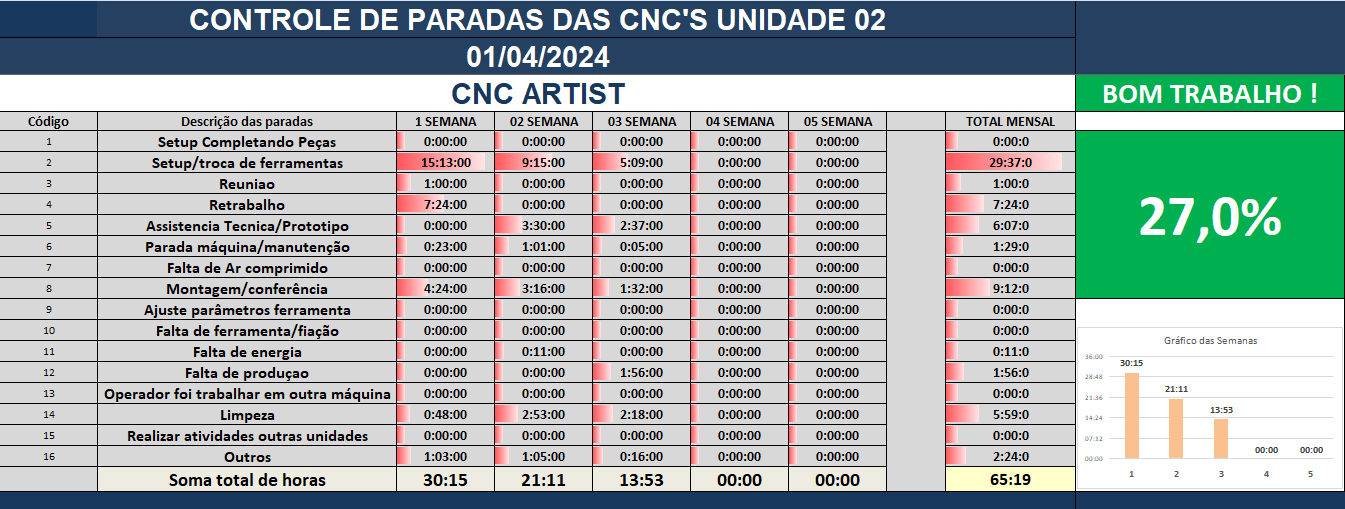 CONTROLE DE PARADAS DAS CNC'S UNIDADE 02
01/04/2024
CNC ARTIST
BOM TRABALHO !
Código Descrição das paradas 1 SEMANA 02 SEMANA 03 SEMANA 04 SEMANA 05 SEMANA TOTAL MENSAL
1 Setup Completando Peças 0:00:00 0:00:00 0:00:00 0:00:00 0:00:00 0:00:0
2 Setup/troca de ferramentas 15:13:00 9:15:00 5:09:00 0:00:00 0:00:00 29:37:0
3 Reuniao 1:00:00 0:00:00 0:00:00 0:00:00 0:00:00 1:00:0
4 Retrabalho 7:24:00 0:00:00 0:00:00 0:00:00 0:00:00 7:24:0
5 Assistencia Tecnica/Prototipo 0:00:00 3:30:00 2:37:00 0:00:00 0:00:00 6:07:0
6 Parada máquina/manutenção 0:23:00 1:01:00 0:05:00 0:00:00 0:00:00 1:29:0
7 Falta de Ar comprimido 0:00:00 0:00:00 0:00:00 0:00:00 0:00:00 0:00:0
8 Montagem/conferência 4:24:00 3:16:00 1:32:00 0:00:00 0:00:00 9:12:0
9 Ajuste parâmetros ferramenta 0:00:00 0:00:00 0:00:00 0:00:00 0:00:00 0:00:0
10 Falta de ferramenta/fiação 0:00:00 0:00:00 0:00:00 0:00:00 0:00:00 0:00:0
11 Falta de energia 0:00:00 0:11:00 0:00:00 0:00:00 0:00:00 0:11:0
12 Falta de produçao 0:00:00 0:00:00 1:56:00 0:00:00 0:00:00 1:56:0
13 Operador foi trabalhar em outra máquina 0:00:00 0:00:00 0:00:00 0:00:00 0:00:00 0:00:0
14 Limpeza 0:48:00 2:53:00 2:18:00 0:00:00 0:00:00 5:59:0
15 Realizar atividades outras unidades 0:00:00 0:00:00 0:00:00 0:00:00 0:00:00 0:00:0
16 Outros 1:03:00 1:05:00 0:16:00 0:00:00 0:00:00 2:24:0
Soma total de horas 30:15 21:11 13:53 00:00 00:00 65:19
27,0%
Gráfico das Semanas
36:00
28:48
21:36
14:24
07:12
00:00
30:15
21:11
13:53
00:00 00:00
1 2 3 4 5